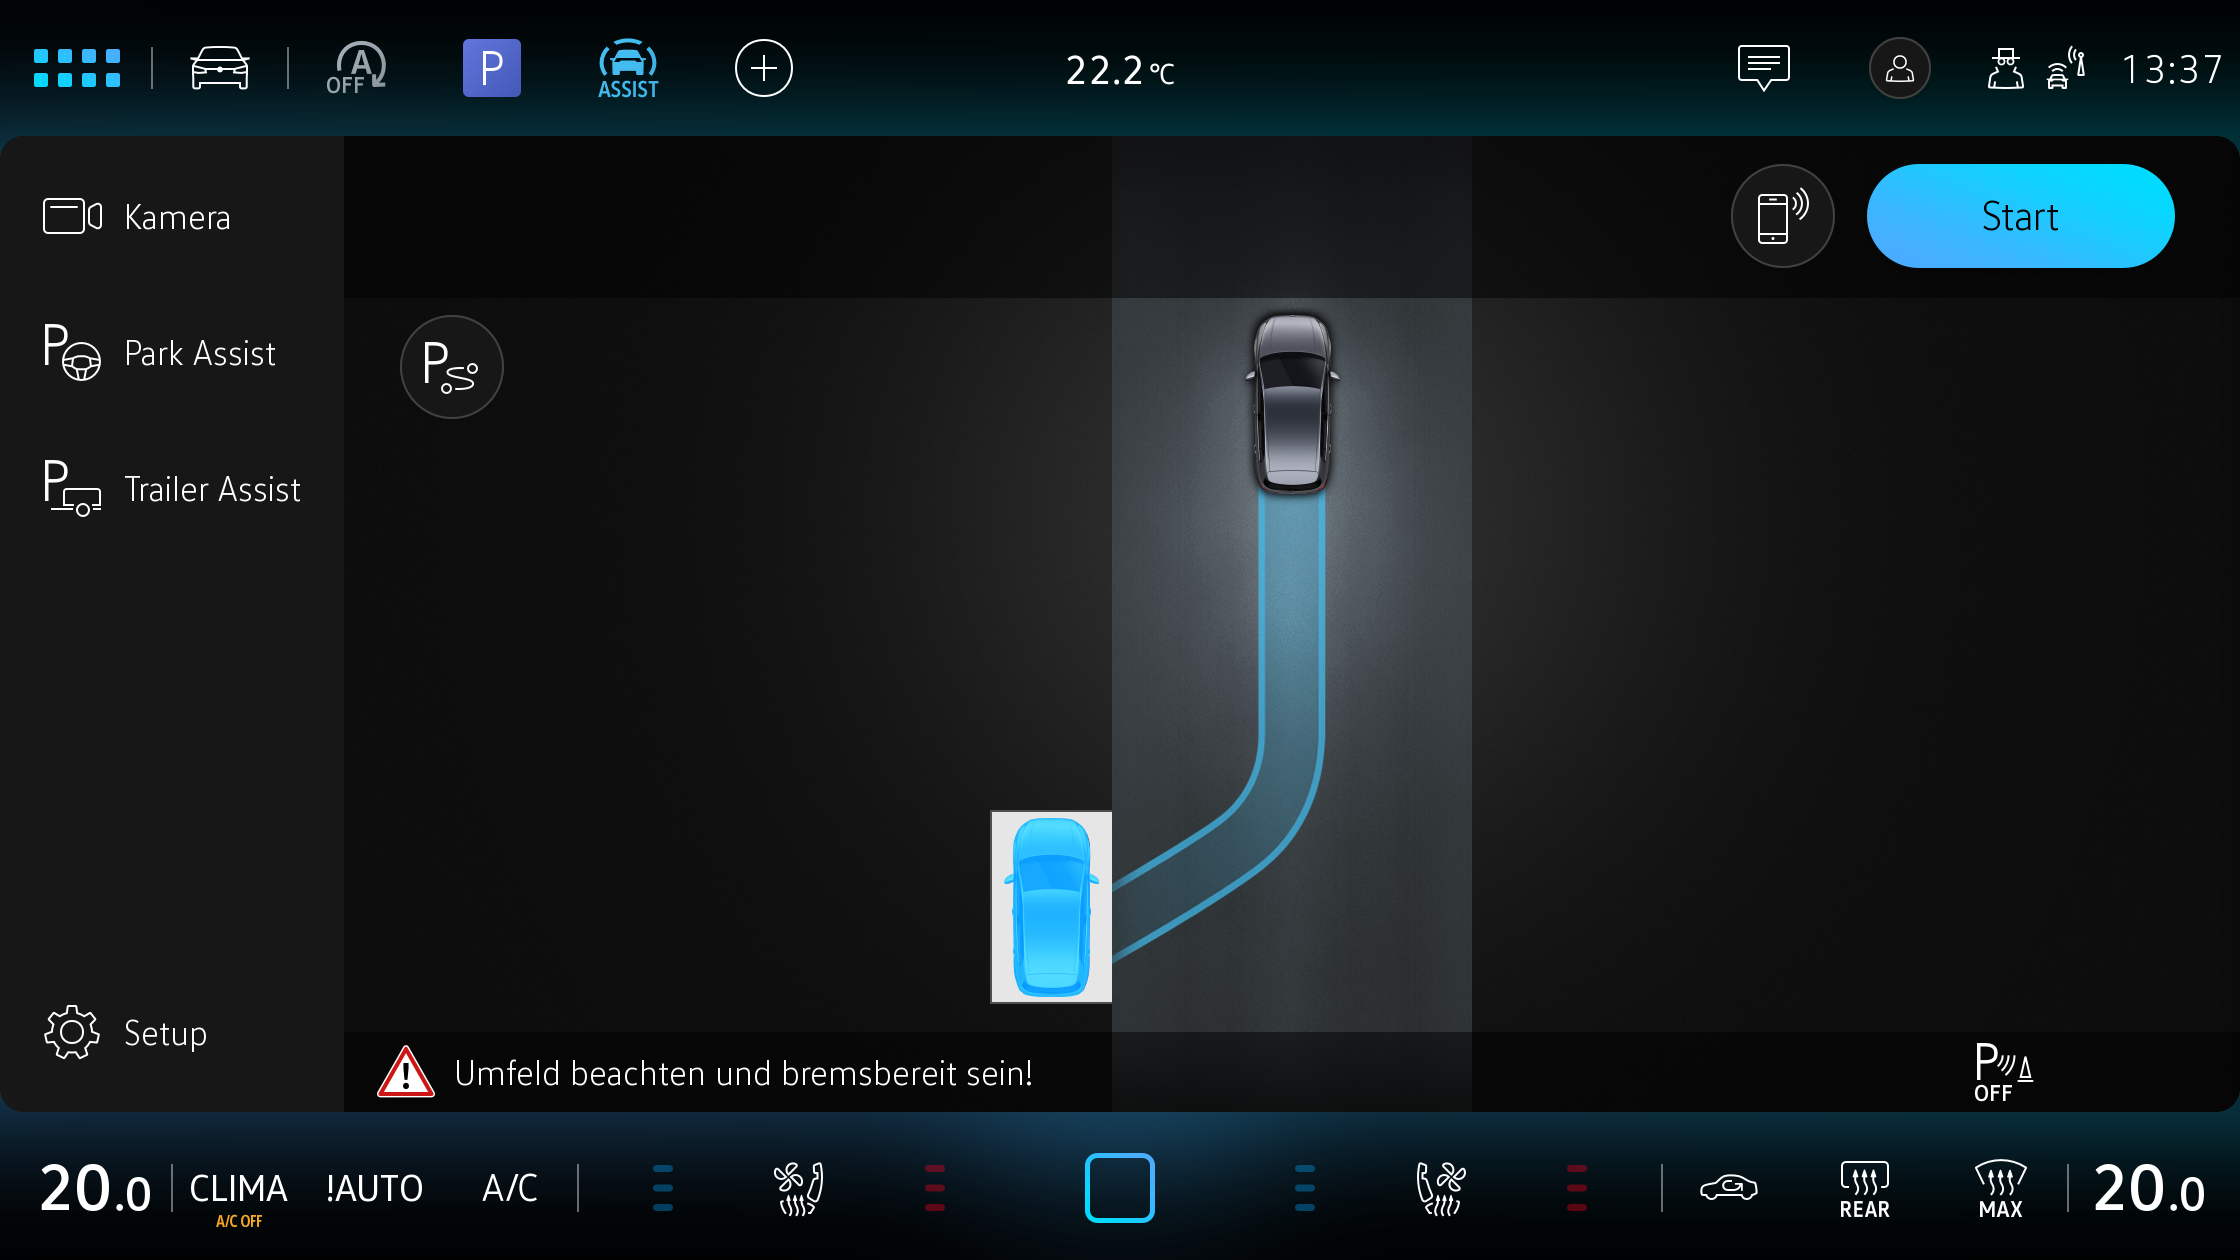 A
OFF
P
ASSIST
22.2 °C
13:37
Kamera
Start
P
Park Assist
P
P
Trailer Assist
Setup
Umfeld beachten und bremsbereit sein!
P
OFF
20.0
CLIMA
A/C OFF
!AUTO
A/C
REAR
MAX
20.0